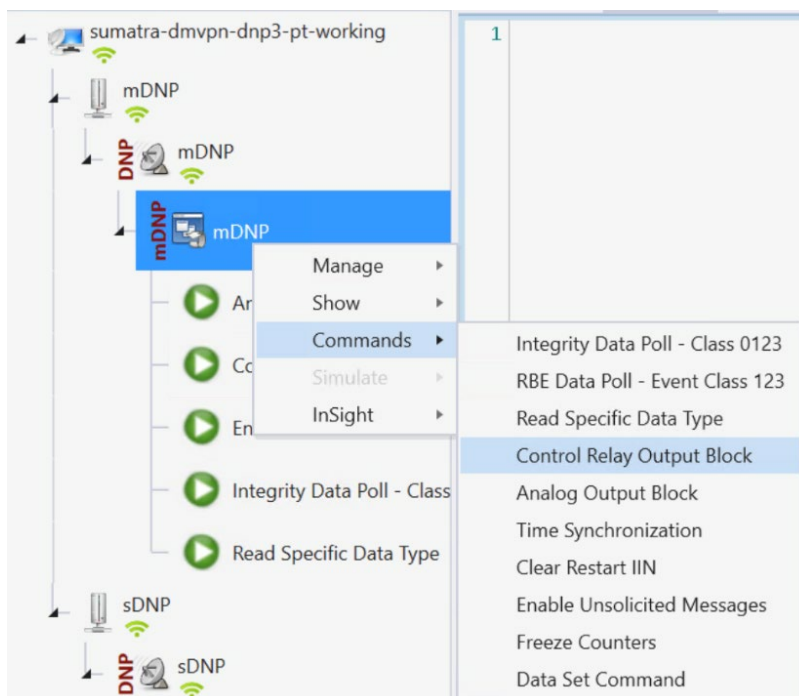 sumatra-dmvpn-dnp3-pt-working
mDNP
DNP mDNP
mDNP mDNP
Ar
Co
En
Integrity Data Poll - Class
Read Specific Data Type
sDNP
DNP sDNP
Manage
Show
Commands
Simulate
InSight
1
Integrity Data Poll - Class 0123
RBE Data Poll - Event Class 123
Read Specific Data Type
Control Relay Output Block
Analog Output Block
Time Synchronization
Clear Restart IIN
Enable Unsolicited Messages
Freeze Counters
Data Set Command